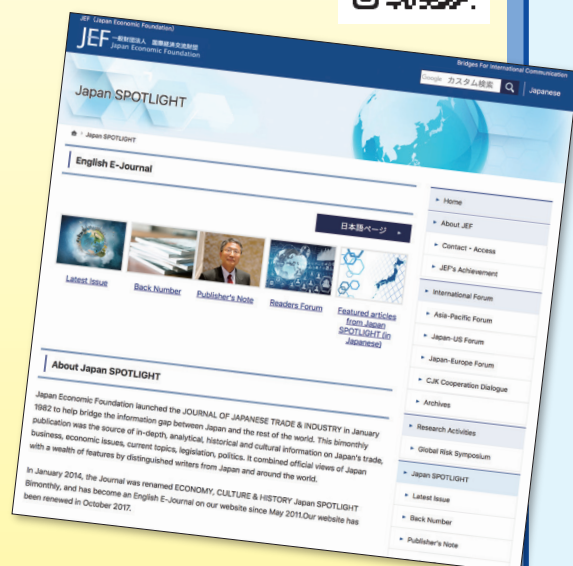 JEF (Japan Economic Foundation)
JEF 一般財団法人 国際経済交流財団
Japan Economic Foundation
Bridges For International Communication
Google カスタム検索
Japanese
Japan SPOTLIGHT
Japan SPOTLIGHT
English E-Journal
日本語ページ
Latest Issue
Back Number
Publisher's Note
Readers Forum
Featured articles
from Japan
SPOTLIGHT (in
Japanese)
About Japan SPOTLIGHT
Japan Economic Foundation launched the JOURNAL OF JAPANESE TRADE & INDUSTRY in January
1982 to help bridge the information gap between Japan and the rest of the world. This bimonthly
publication was the source of in-depth, analytical, historical and cultural information on Japan's trade,
business, economic issues, current topics, legislation, politics. It combined official views of Japan
with a wealth of features by distinguished writers from Japan and around the world.
In January 2014, the Journal was renamed ECONOMY, CULTURE & HISTORY Japan SPOTLIGHT
Bimonthly, and has become an English E-Journal on our website since May 2011.Our website has
been renewed in October 2017.
Home
About JEF
Contact・Access
JEF's Achievement
International Forum
Asia-Pacific Forum
Japan-US Forum
Japan-Europe Forum
CJK Cooperation Dialogue
Archives
Research Activities
Global Risk Symposium
Japan SPOTLIGHT
Latest Issue
Back Number
Publisher's Note